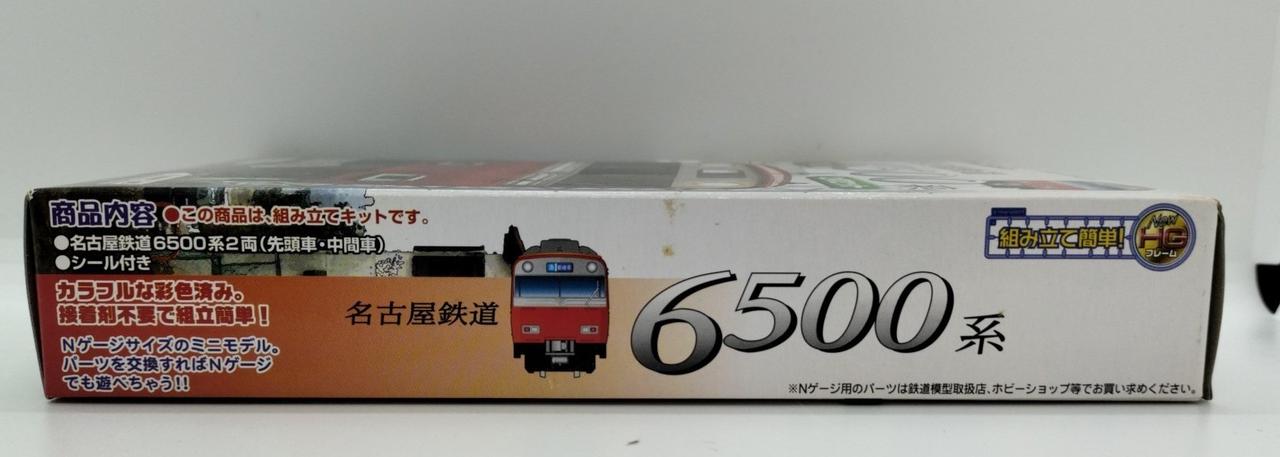 商品内容 ●この商品は、組み立てキットです。
●名古屋鉄道6500系2両(先頭車・中間車)
●シール付き
カラフルな彩色済み。
接着剤不要で組立簡単!
Nゲージサイズのミニモデル。
パーツを交換すればNゲージ
でも遊べちゃう!!
名古屋鉄道
6500系
組み立て簡単!
New
HG
フレーム
※Nゲージ用のパーツは鉄道模型取扱店、ホビーショップ等でお買い求めください。